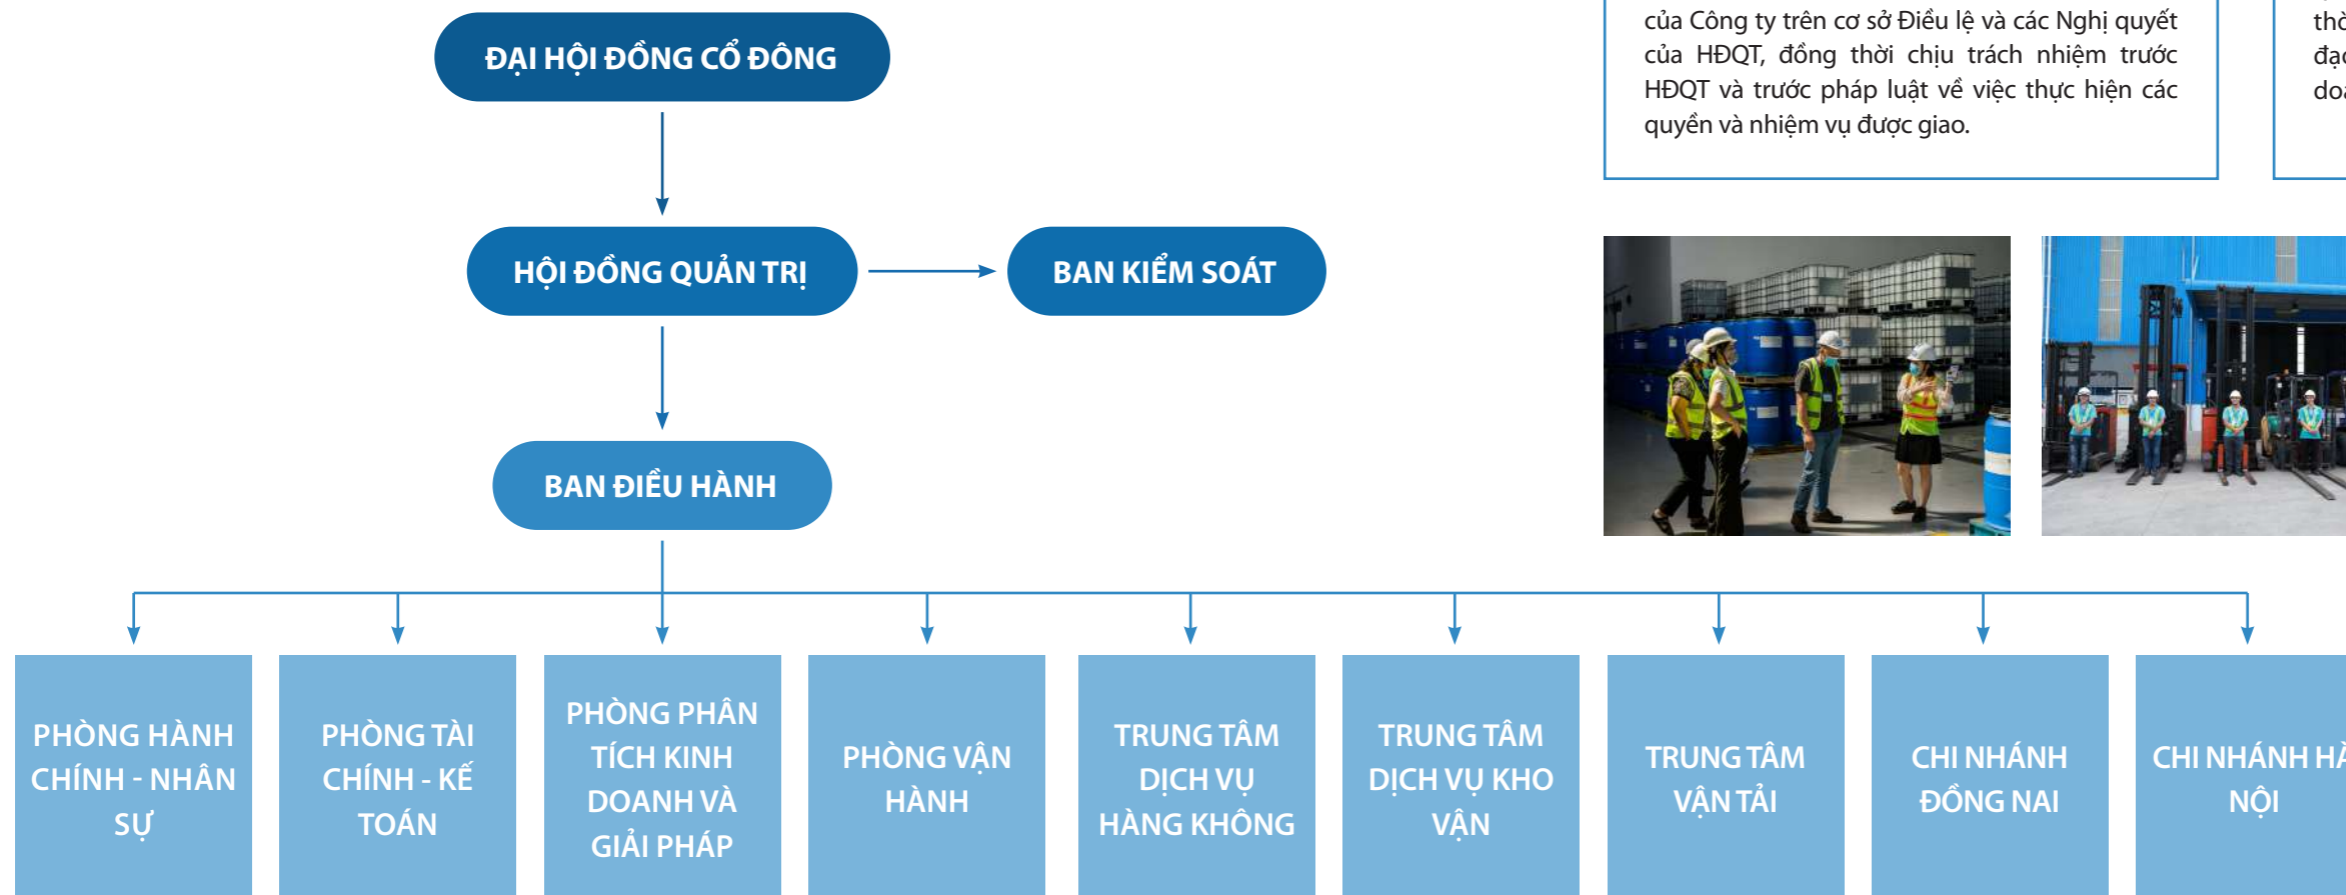 ĐẠI HỘI ĐỒNG CỔ ĐÔNG
HỘI ĐỒNG QUẢN TRỊ
BAN KIỂM SOÁT
BAN ĐIỀU HÀNH
PHÒNG HÀNH
CHÍNH - NHÂN
SỰ
PHÒNG TÀI
CHÍNH - KẾ
TOÁN
PHÒNG PHÂN
TÍCH KINH
DOANH VÀ
GIẢI PHÁP
PHÒNG VẬN
HÀNH
TRUNG TÂM
DỊCH VỤ
HÀNG KHÔNG
TRUNG TÂM
DỊCH VỤ KHO
VẬN
TRUNG TÂM
VẬN TẢI
CHI NHÁNH
ĐỒNG NAI
CHI NHÁNH HÀ
NỘI
của Công ty trên cơ sở Điều lệ và các Nghị quyết
của HĐQT, đồng thời chịu trách nhiệm trước
HĐQT và trước pháp luật về việc thực hiện các
quyền và nhiệm vụ được giao.